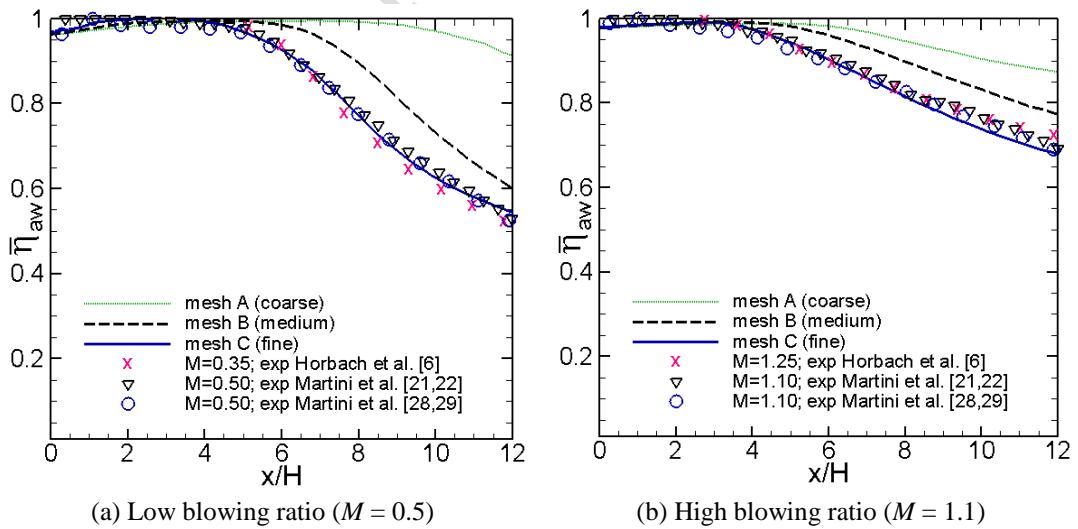 1
0.8
0.6
0.4
0.2
η̅aw
0 2 4 6 8 10 12
x/H
mesh A (coarse)
mesh B (medium)
mesh C (fine)
M=0.35; exp Horbach et al. [6]
M=0.50; exp Martini et al. [21,22]
M=0.50; exp Martini et al. [28,29]
(a) Low blowing ratio (M = 0.5)
1
0.8
0.6
0.4
0.2
η̅aw
0 2 4 6 8 10 12
x/H
mesh A (coarse)
mesh B (medium)
mesh C (fine)
M=1.25; exp Horbach et al. [6]
M=1.10; exp Martini et al. [21,22]
M=1.10; exp Martini et al. [28,29]
(b) High blowing ratio (M = 1.1)